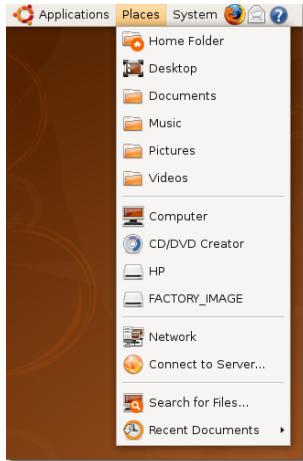 Applications Places System
Home Folder
Desktop
Documents
Music
Pictures
Videos
Computer
CD/DVD Creator
HP
FACTORY_IMAGE
Network
Connect to Server...
Search for Files...
Recent Documents